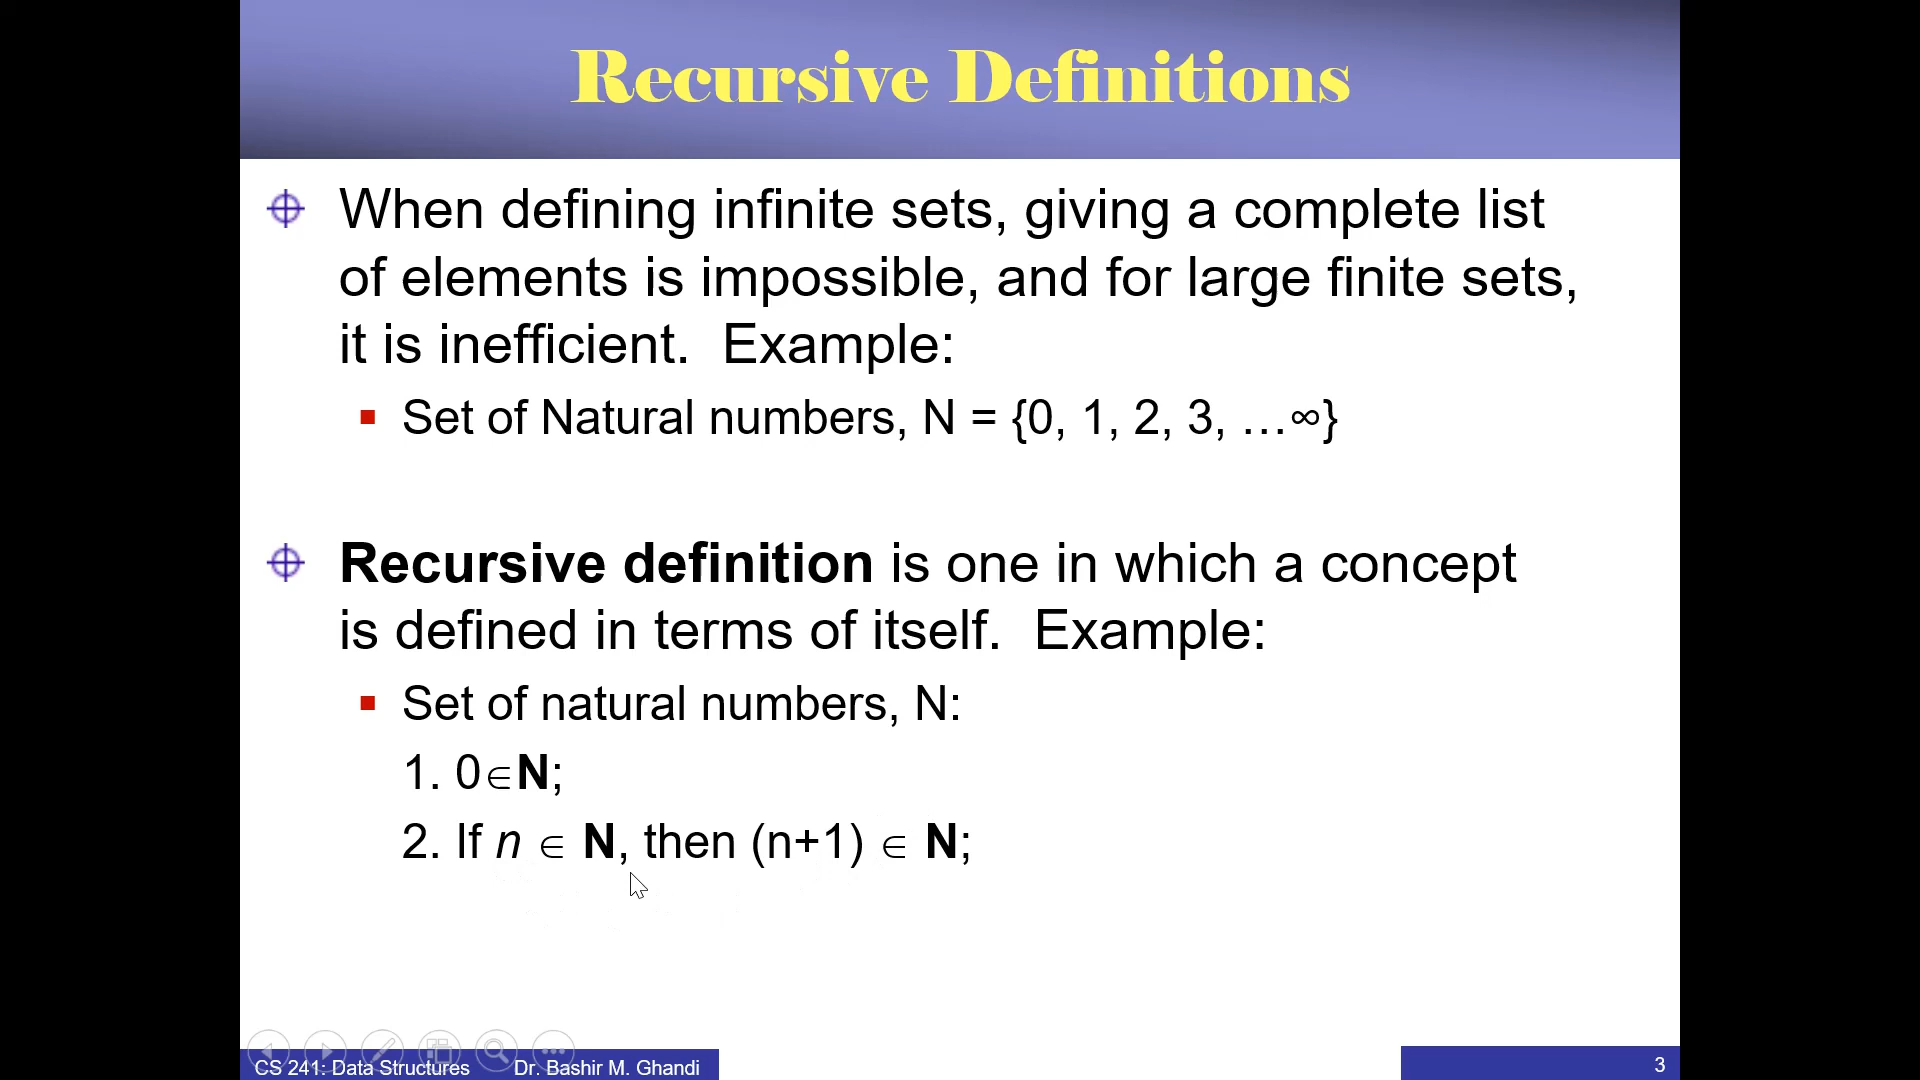 Recursive Definitions
When defining infinite sets, giving a complete list
of elements is impossible, and for large finite sets,
it is inefficient.  Example:
Set of Natural numbers, N = {0, 1, 2, 3, …∞}
Recursive definition is one in which a concept
is defined in terms of itself.  Example:
Set of natural numbers, N:
1. 0∈N;
2. If n ∈ N, then (n+1) ∈ N;
CS 241: Data Structures Dr. Bashir M. Ghandi
3